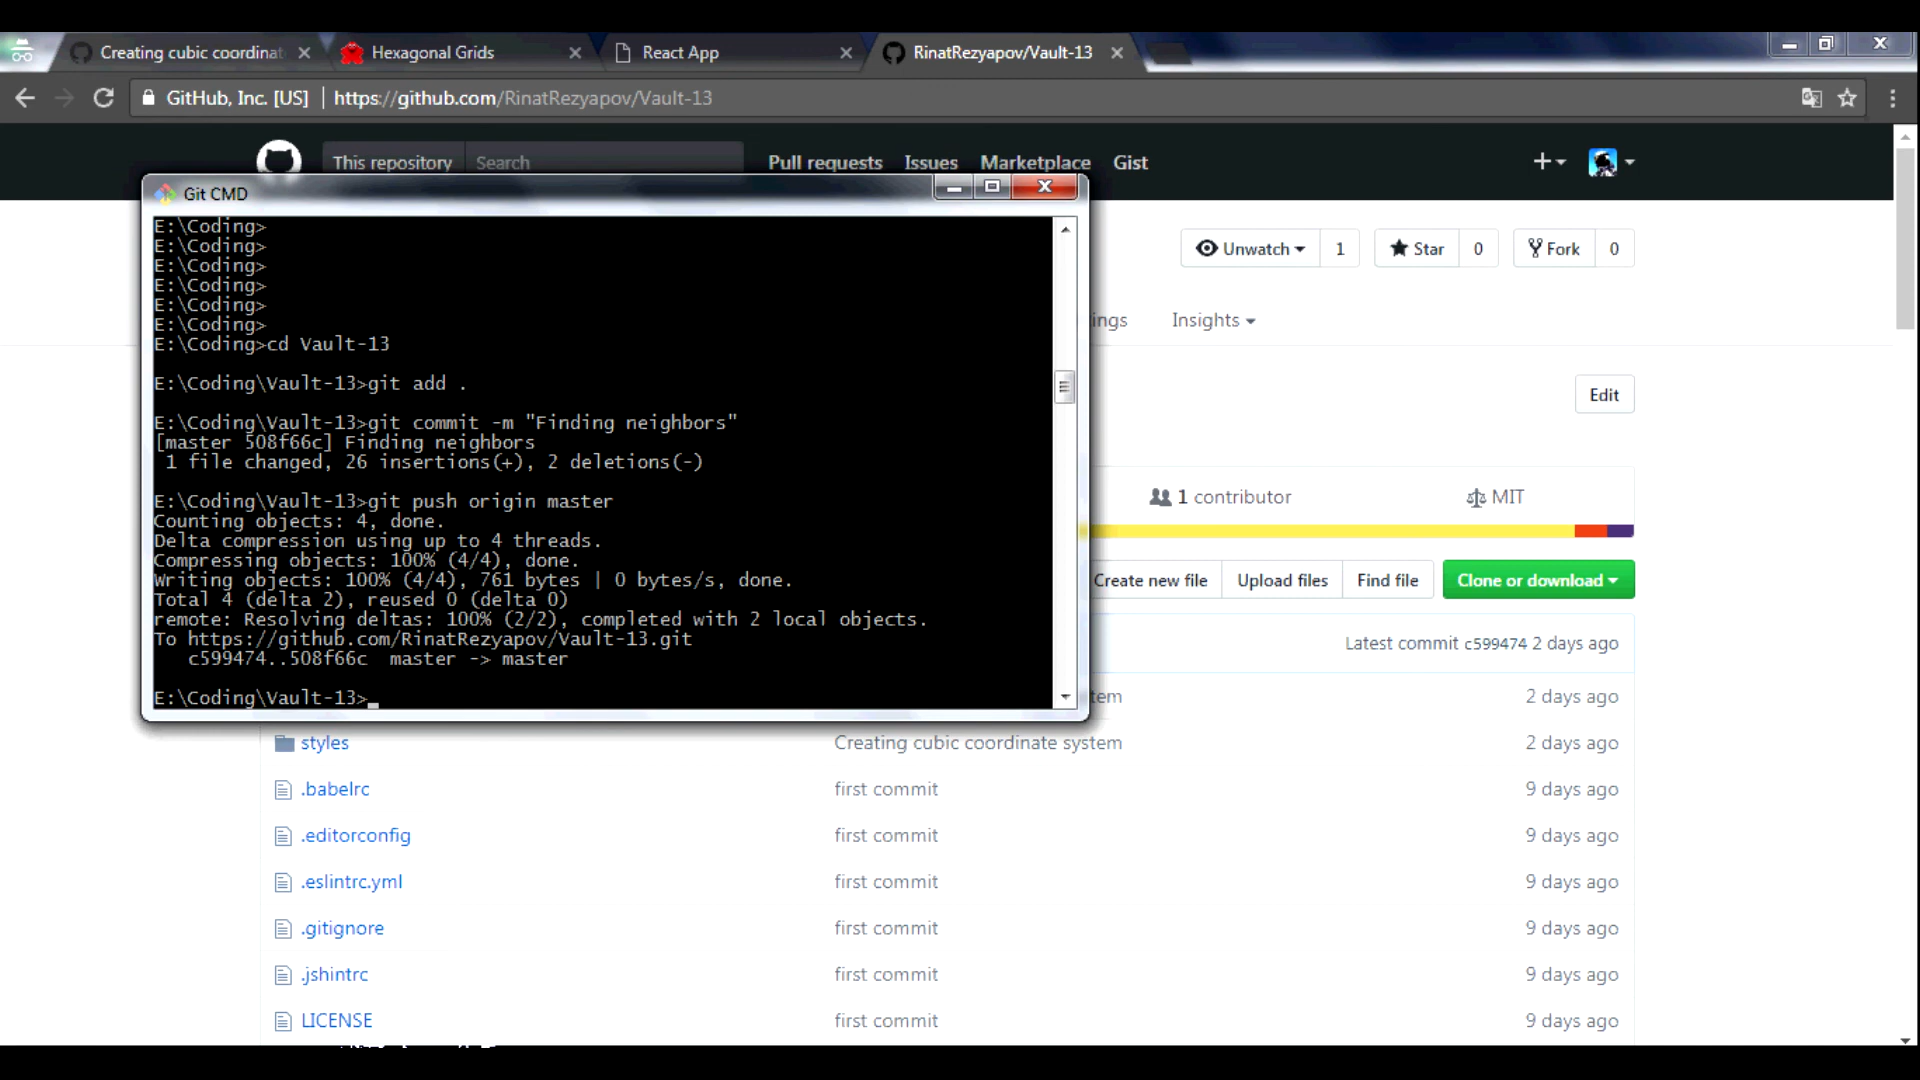 Creating cubic coordinat
Hexagonal Grids
React App
RinatRezyapov/Vault-13
GitHub, Inc. [US] | https://github.com/RinatRezyapov/Vault-13
This repository Search Pull requests Issues Marketplace Gist
Git CMD
E:\Coding>
E:\Coding>
E:\Coding>
E:\Coding>
E:\Coding>
E:\Coding>
E:\Coding>cd Vault-13
E:\Coding\Vault-13>git add .
E:\Coding\Vault-13>git commit -m "Finding neighbors"
[master 508f66c] Finding neighbors
1 file changed, 26 insertions(+), 2 deletions(-)
E:\Coding\Vault-13>git push origin master
Counting objects: 4, done.
Delta compression using up to 4 threads.
Compressing objects: 100% (4/4), done.
Writing objects: 100% (4/4), 761 bytes | 0 bytes/s, done.
Total 4 (delta 2), reused 0 (delta 0)
remote: Resolving deltas: 100% (2/2), completed with 2 local objects.
To https://github.com/RinatRezyapov/Vault-13.git
c599474..508f66c master -> master
E:\Coding\Vault-13>_
Unwatch 1 Star 0 Fork 0
ings Insights
Edit
1 contributor MIT
Create new file Upload files Find file Clone or download
Latest commit c599474 2 days ago
tem 2 days ago
styles Creating cubic coordinate system 2 days ago
.babelrc first commit 9 days ago
.editorconfig first commit 9 days ago
.eslintrc.yml first commit 9 days ago
.gitignore first commit 9 days ago
.jshintrc first commit 9 days ago
LICENSE first commit 9 days ago